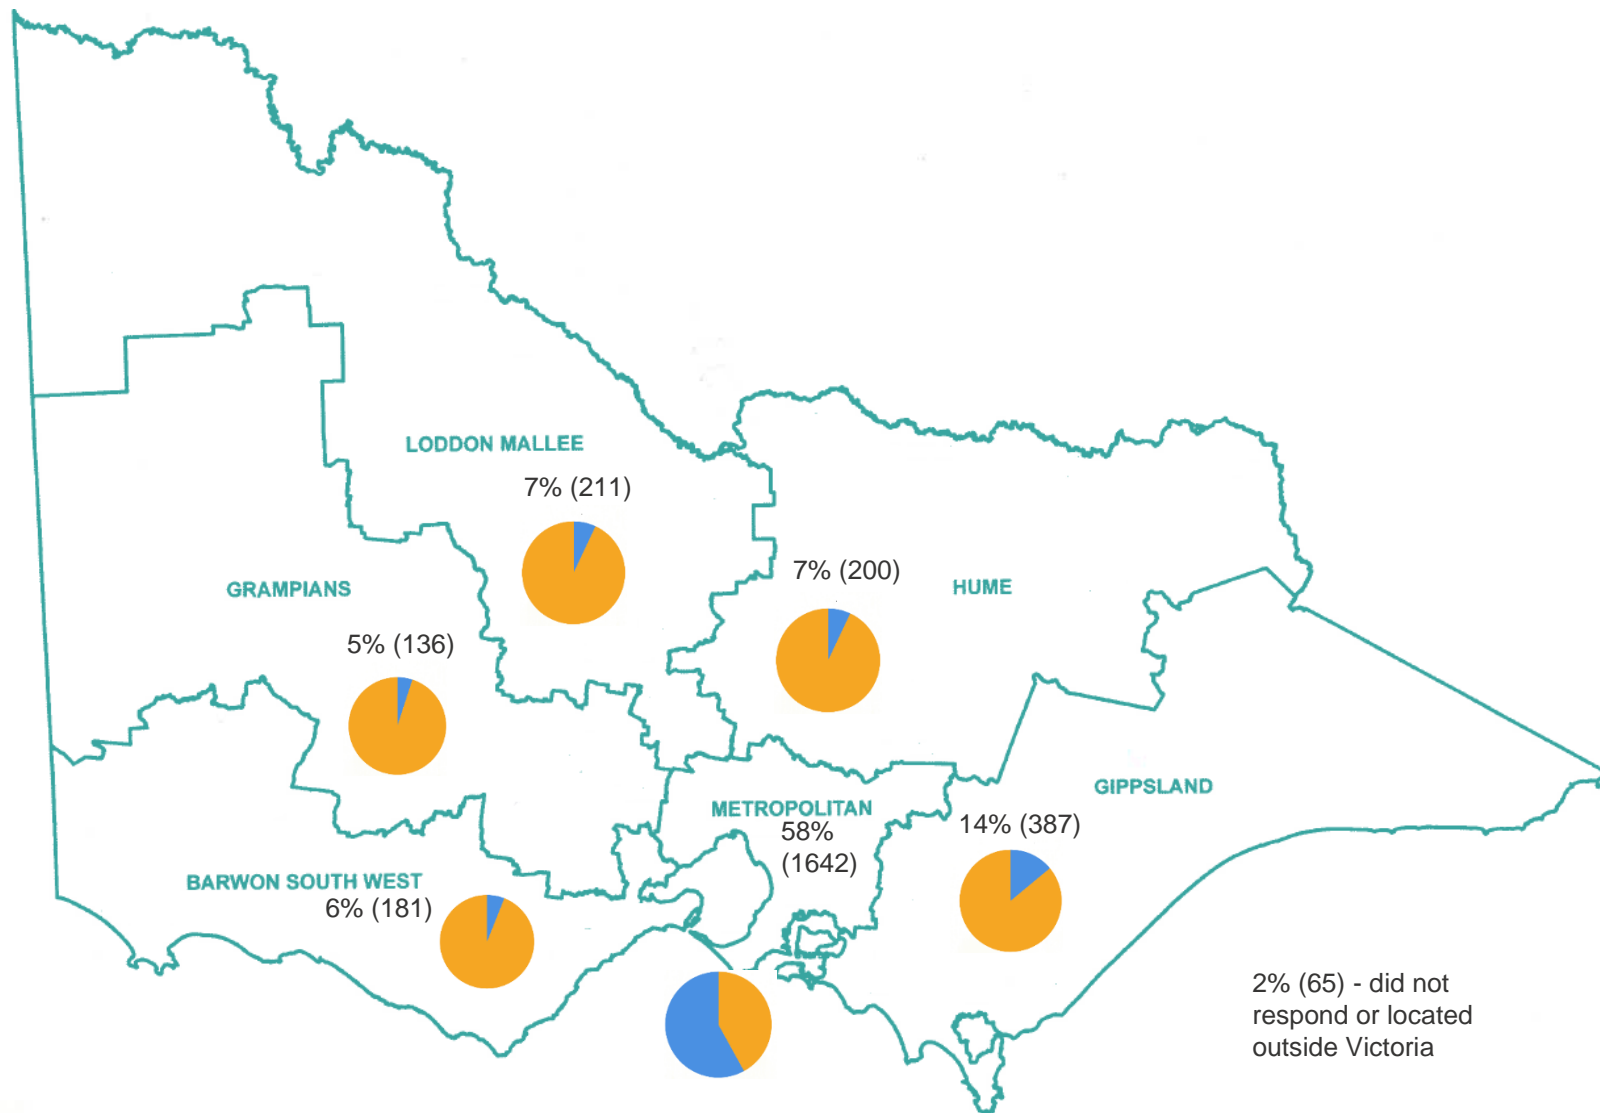 LODDON MALLEE
7% (211)
7% (200)
HUME
GRAMPIANS
5% (136)
GIPPSLAND
METROPOLITAN
58%
(1642)
14% (387)
BARWON SOUTH WEST
6% (181)
2% (65) - did not
respond or located
outside Victoria